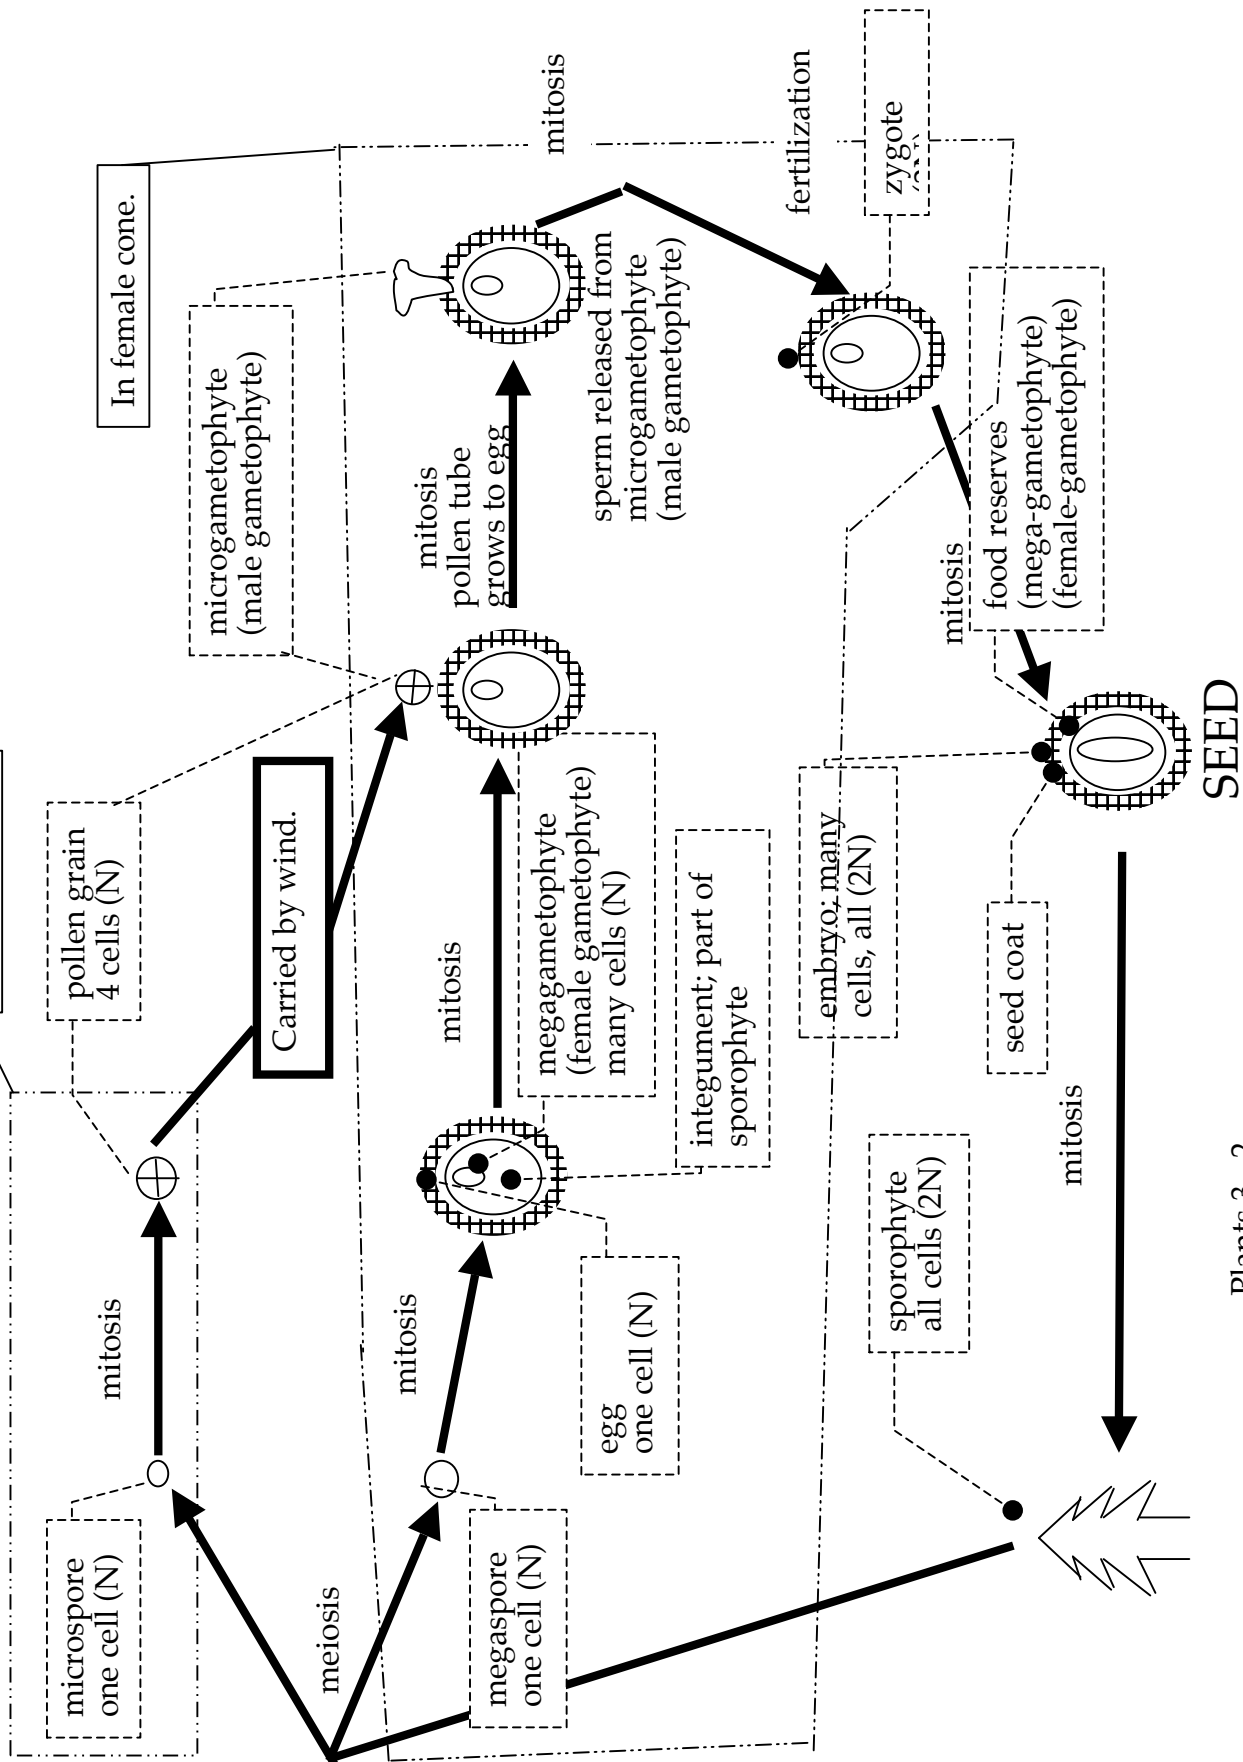 In female cone.
microspore
one cell (N)
mitosis
pollen grain
4 cells (N)
microgametophyte
(male gametophyte)
Carried by wind.
meiosis
megaspore
one cell (N)
mitosis
egg
one cell (N)
mitosis
megagametophyte
(female gametophyte)
many cells (N)
integument; part of
sporophyte
mitosis
pollen tube
grows to egg
sperm released from
microgametophyte
(male gametophyte)
mitosis
fertilization
zygote
mitosis
food reserves
(mega-gametophyte)
(female-gametophyte)
embryo; many
cells, all (2N)
seed coat
SEED
mitosis
sporophyte
all cells (2N)